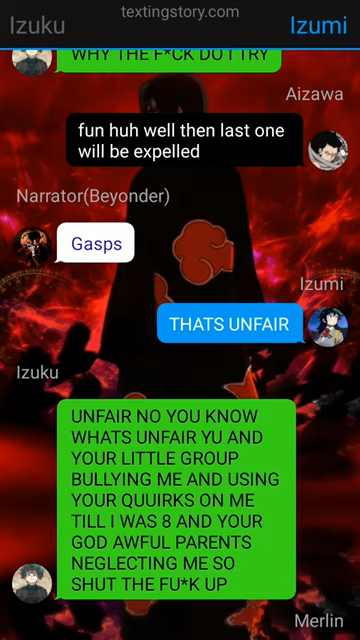 textingstory.com
Izuku
Izumi
WHY THE F*CK DO I TRY
Aizawa
fun huh well then last one
will be expelled
Narrator(Beyonder)
Gasps
Izumi
THATS UNFAIR
Izuku
UNFAIR NO YOU KNOW
WHATS UNFAIR YU AND
YOUR LITTLE GROUP
BULLYING ME AND USING
YOUR QUUIRKS ON ME
TILL I WAS 8 AND YOUR
GOD AWFUL PARENTS
NEGLECTING ME SO
SHUT THE FU*K UP
Merlin